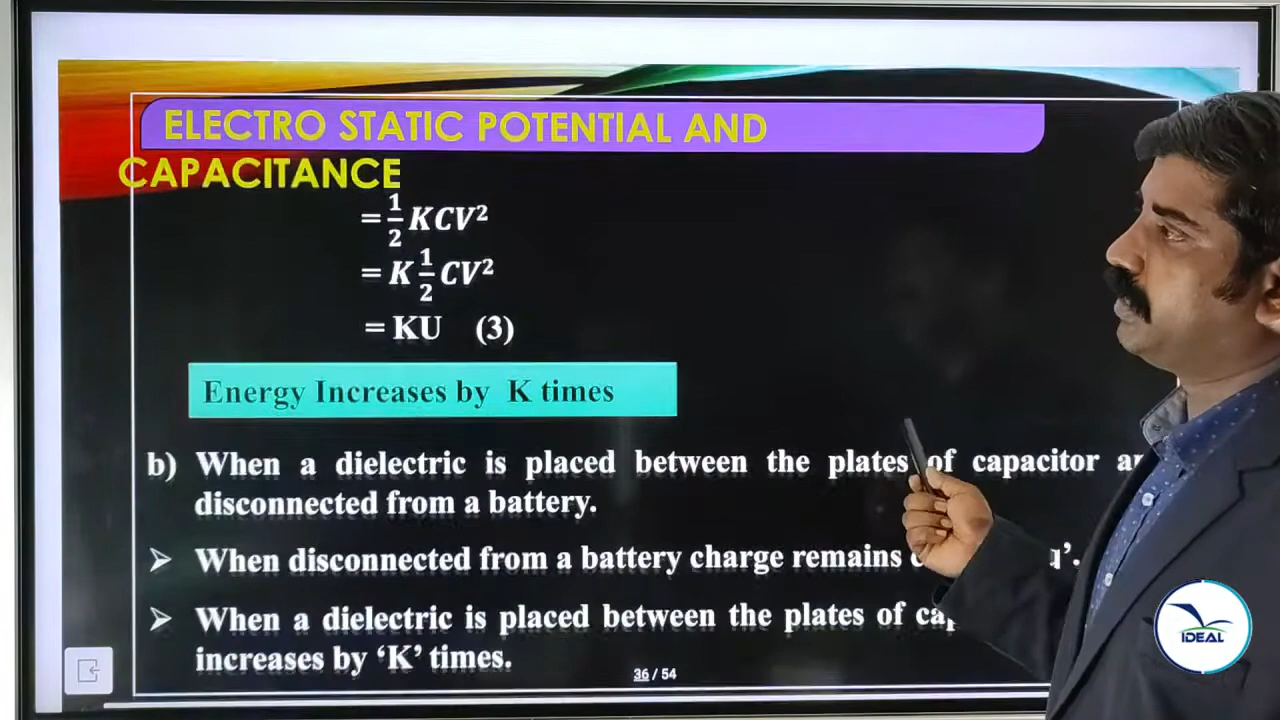 ELECTRO STATIC POTENTIAL AND
CAPACITANCE
= 1/2 KCV²
= K 1/2 CV²
= KU (3)
Energy Increases by K times
b) When a dielectric is placed between the plates of capacitor
disconnected from a battery.
➢ When disconnected from a battery charge remains q’.
➢ When a dielectric is placed between the plates of
increases by ‘K’ times.
36 / 54
IDEAL